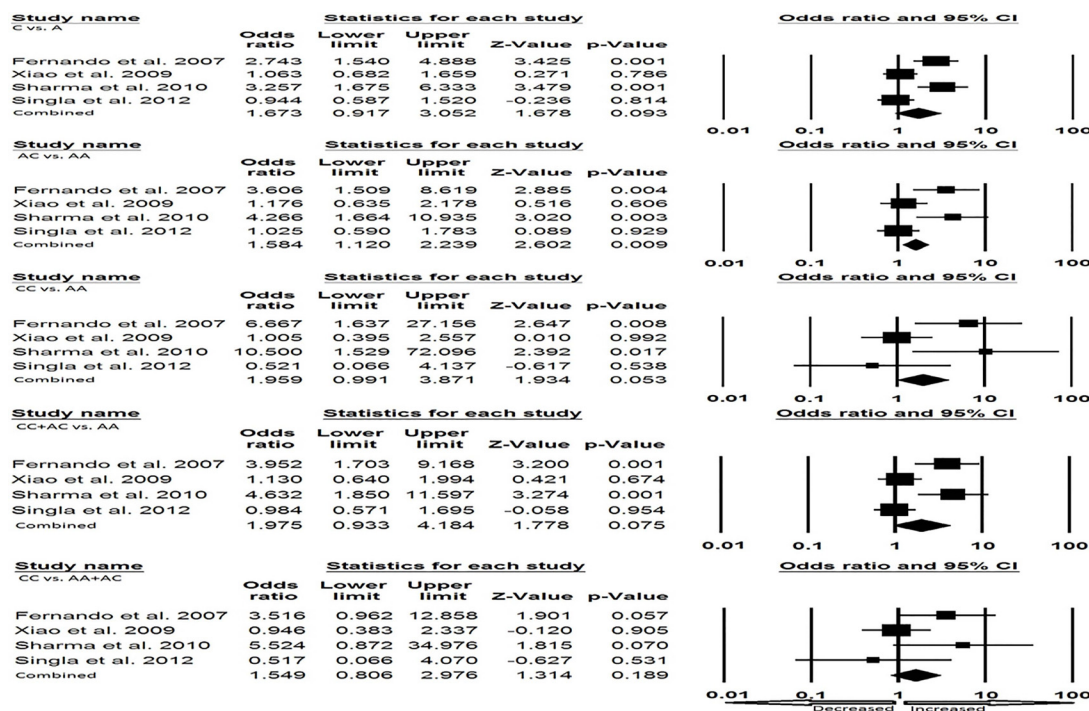 Study name Statistics for each study Odds ratio and 95% CI
C vs. A
Odds Lower Upper
ratio limit limit Z-Value p-Value
Fernando et al. 2007 2.743 1.540 4.888 3.425 0.001
Xiao et al. 2009 1.063 0.682 1.659 0.271 0.786
Sharma et al. 2010 3.257 1.675 6.333 3.479 0.001
Singla et al. 2012 0.944 0.587 1.520 -0.236 0.814
Combined 1.673 0.917 3.052 1.678 0.093
0.01 0.1 1 10 100
Study name Statistics for each study Odds ratio and 95% CI
AC vs. AA
Odds Lower Upper
ratio limit limit Z-Value p-Value
Fernando et al. 2007 3.606 1.509 8.619 2.885 0.004
Xiao et al. 2009 1.176 0.635 2.178 0.516 0.606
Sharma et al. 2010 4.266 1.664 10.935 3.020 0.003
Singla et al. 2012 1.025 0.590 1.783 0.089 0.929
Combined 1.584 1.120 2.239 2.602 0.009
0.01 0.1 1 10 100
Study name Statistics for each study Odds ratio and 95% CI
CC vs. AA
Odds Lower Upper
ratio limit limit Z-Value p-Value
Fernando et al. 2007 6.667 1.637 27.156 2.647 0.008
Xiao et al. 2009 1.005 0.395 2.557 0.010 0.992
Sharma et al. 2010 10.500 1.529 72.096 2.392 0.017
Singla et al. 2012 0.521 0.066 4.137 -0.617 0.538
Combined 1.959 0.991 3.871 1.934 0.053
0.01 0.1 1 10 100
Study name Statistics for each study Odds ratio and 95% CI
CC+AC vs. AA
Odds Lower Upper
ratio limit limit Z-Value p-Value
Fernando et al. 2007 3.952 1.703 9.168 3.200 0.001
Xiao et al. 2009 1.130 0.640 1.994 0.421 0.674
Sharma et al. 2010 4.632 1.850 11.597 3.274 0.001
Singla et al. 2012 0.984 0.571 1.695 -0.058 0.954
Combined 1.975 0.933 4.184 1.778 0.075
0.01 0.1 1 10 100
Study name Statistics for each study Odds ratio and 95% CI
CC vs. AA+AC
Odds Lower Upper
ratio limit limit Z-Value p-Value
Fernando et al. 2007 3.516 0.962 12.858 1.901 0.057
Xiao et al. 2009 0.946 0.383 2.337 -0.120 0.905
Sharma et al. 2010 5.524 0.872 34.976 1.815 0.070
Singla et al. 2012 0.517 0.066 4.070 -0.627 0.531
Combined 1.549 0.806 2.976 1.314 0.189
0.01 0.1 1 10 100
Decreased Increased